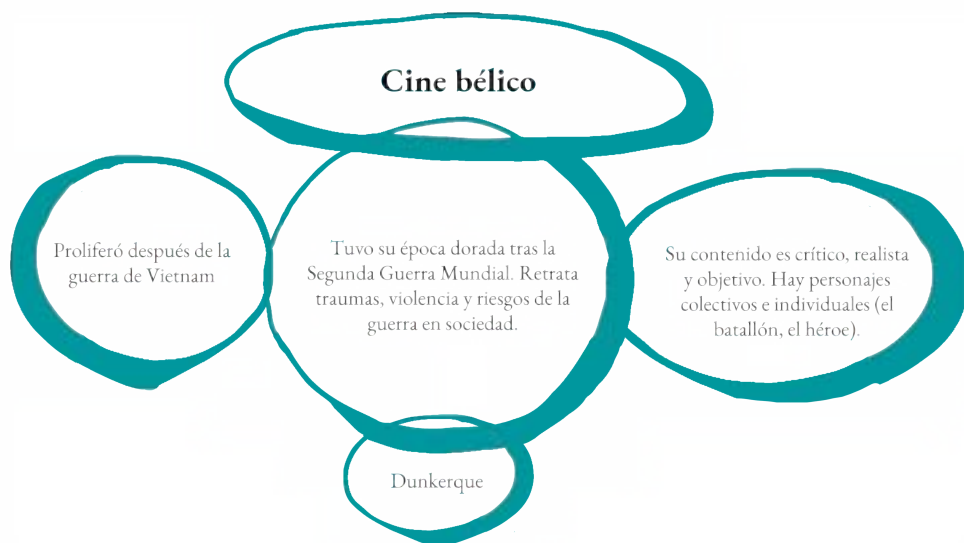 Cine bélico
Proliferó después de la
guerra de Vietnam
Tuvo su época dorada tras la
Segunda Guerra Mundial. Retrata
traumas, violencia y riesgos de la
guerra en sociedad.
Su contenido es crítico, realista
y objetivo. Hay personajes
colectivos e individuales (el
batallón, el héroe).
Dunkerque